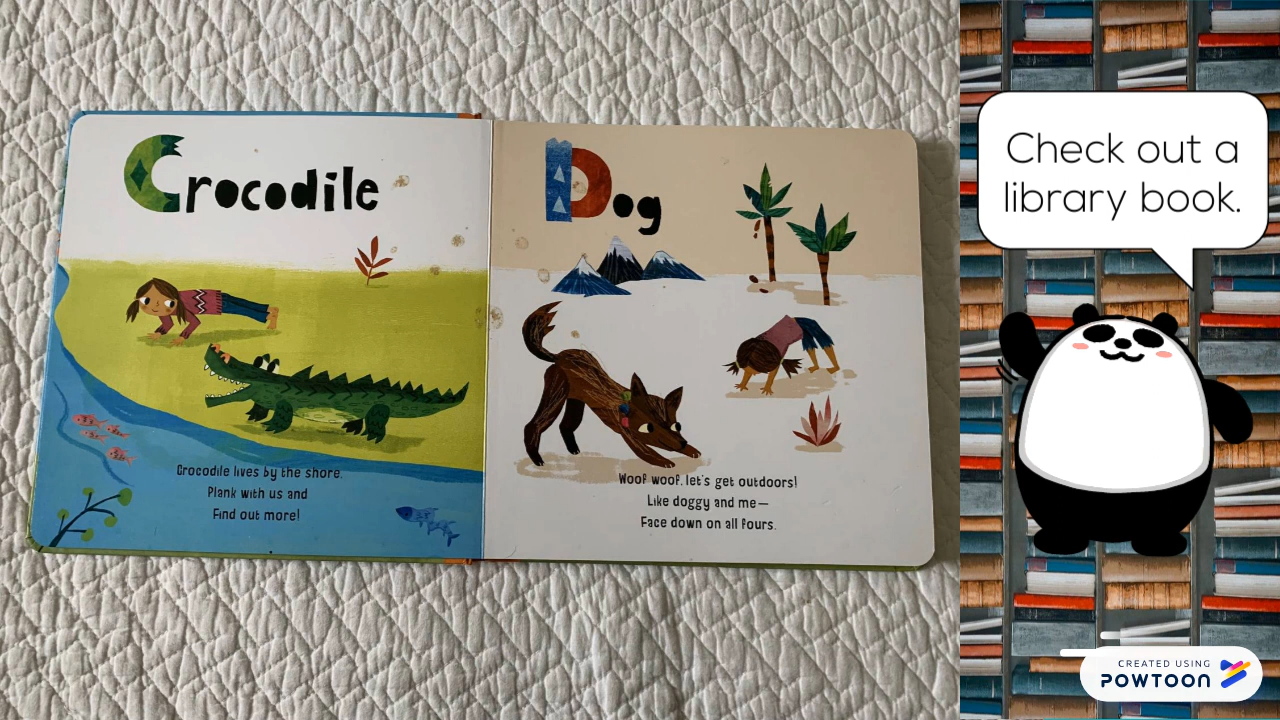 Crocodile
Crocodile lives by the shore.
Plank with us and
Find out more!
Dog
Woof woof, let's get outdoors!
Like doggy and me—
Face down on all fours.
Check out a
library book.
CREATED USING
POWTOON